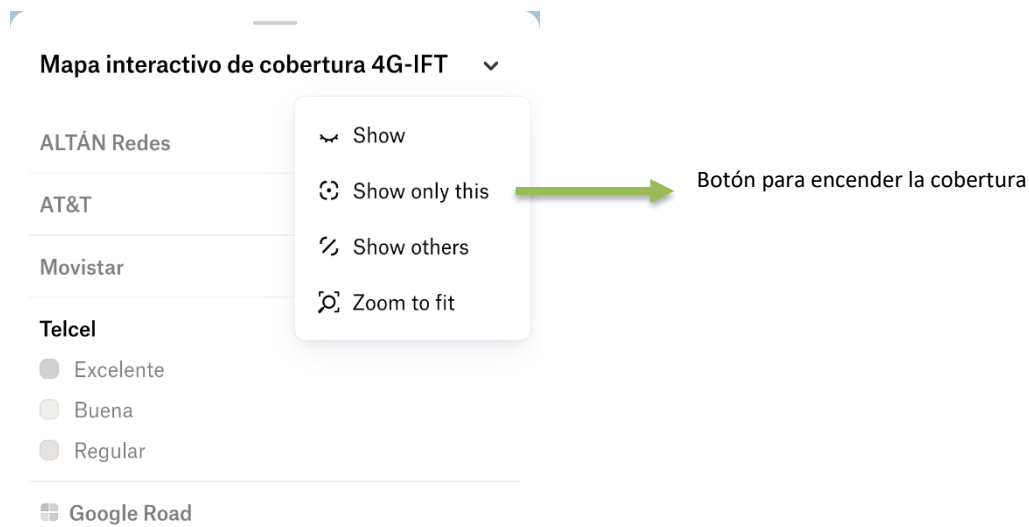 Mapa interactivo de cobertura 4G-IFT
ALTÁN Redes
AT&T
Movistar
Telcel
Excelente
Buena
Regular
Google Road
Show
Show only this
Show others
Zoom to fit
Botón para encender la cobertura